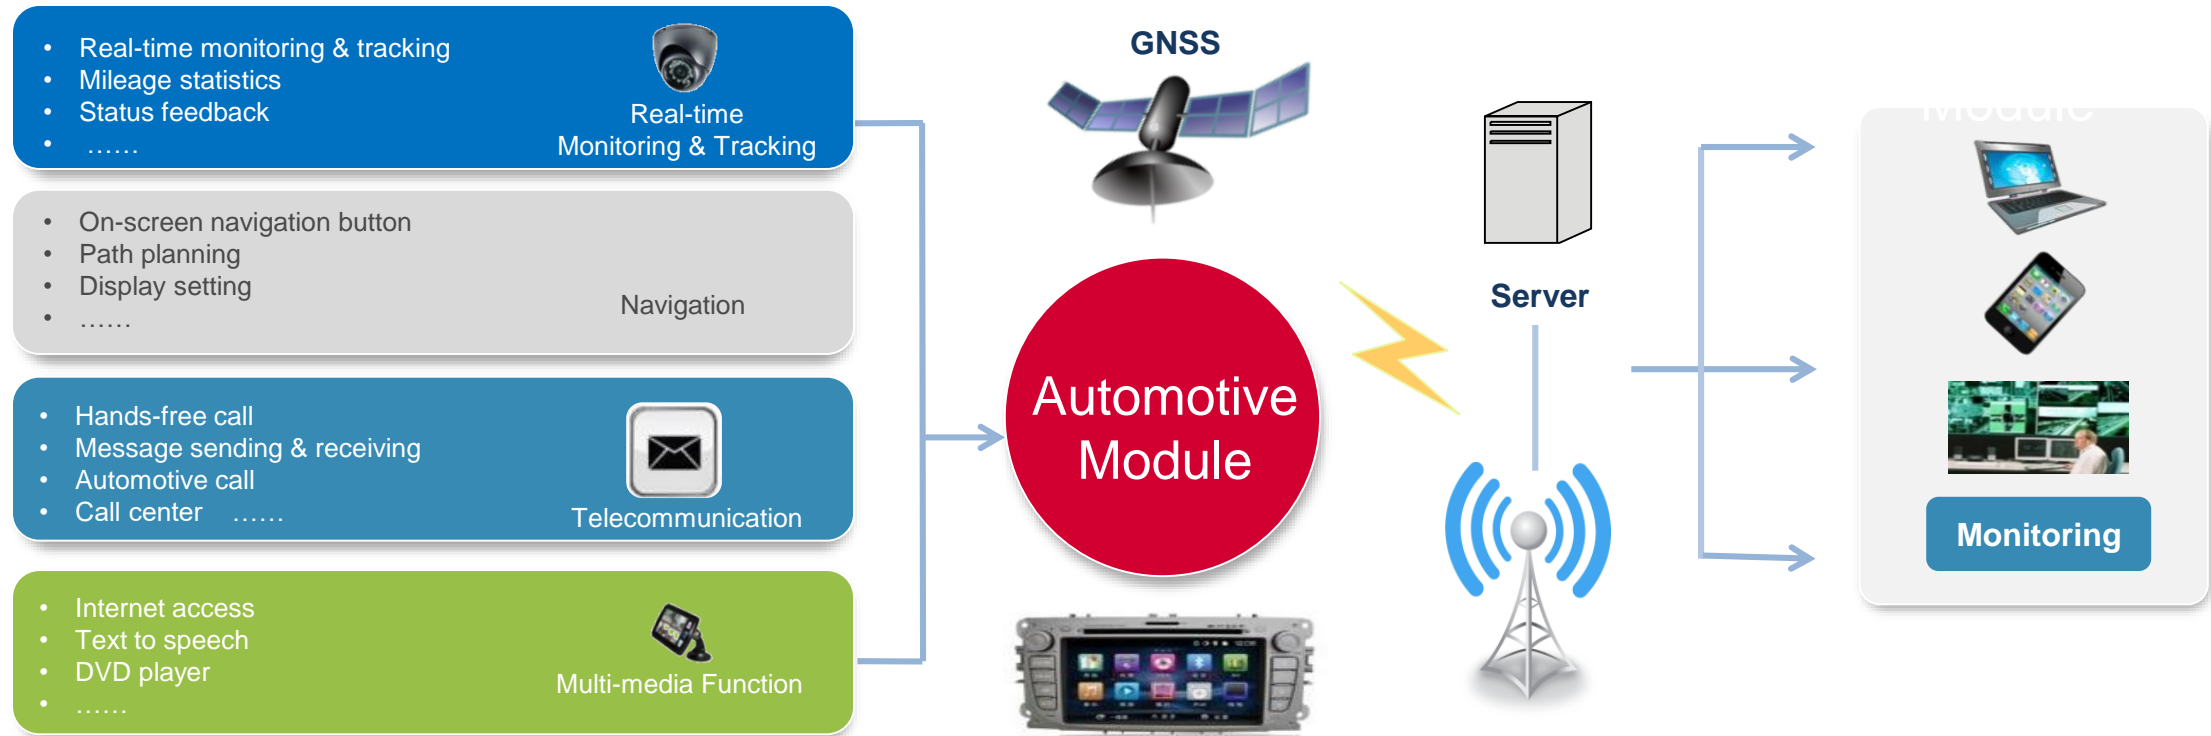 • Real-time monitoring & tracking
• Mileage statistics
• Status feedback
• ……
Real-time
Monitoring & Tracking
• On-screen navigation button
• Path planning
• Display setting
• ……
Navigation
• Hands-free call
• Message sending & receiving
• Automotive call
• Call center ……
Telecommunication
• Internet access
• Text to speech
• DVD player
• ……
Multi-media Function
GNSS
Automotive
Module
Server
Module
Monitoring